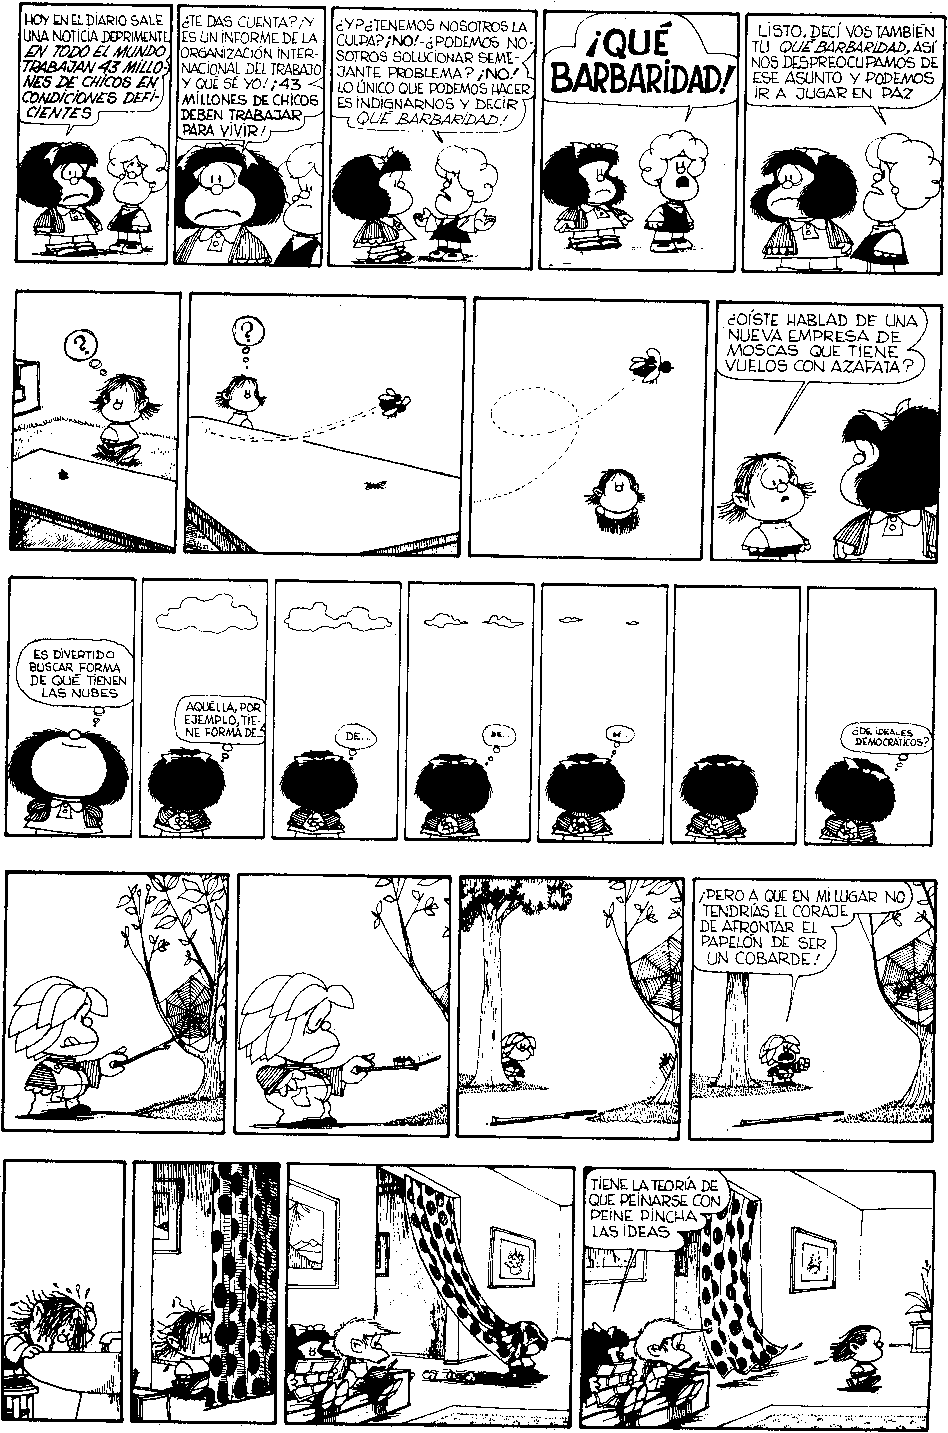 HOY EN EL DIARIO SALE
UNA NOTICIA DEPRIMENTE
EN TODO EL MUNDO
TRABAJAN 43 MILLO-
NES DE CHICOS EN
CONDICIONES DEFI-
CIENTES
¿TE DAS CUENTA? ¡Y
ES UN INFORME DE LA
ORGANIZACIÓN INTER-
NACIONAL DEL TRABAJO
Y QUÉ SÉ YO! ¡43
MILLONES DE CHICOS
DEBEN TRABAJAR
PARA VIVIR!
¿Y? ¿TENEMOS NOSOTROS LA
CULPA? ¡NO! - ¿PODEMOS NO-
SOTROS SOLUCIONAR SEME-
JANTE PROBLEMA? ¡NO!
LO ÚNICO QUE PODEMOS HACER
ES INDIGNARNOS Y DECIR
¡QUÉ BARBARIDAD!
¡QUÉ
BARBARIDAD!
LISTO, DECÍ VOS TAMBIÉN
TU QUÉ BARBARIDAD, ASÍ
NOS DESPREOCUPAMOS DE
ESE ASUNTO Y PODEMOS
IR A JUGAR EN PAZ
?
?
¿OÍSTE HABLAD DE UNA
NUEVA EMPRESA DE
MOSCAS QUE TIENE
VUELOS CON AZAFATA?
ES DIVERTIDO
BUSCAR FORMA
DE QUÉ TIENEN
LAS NUBES
AQUÉLLA, POR
EJEMPLO, TIE-
NE FORMA DE..
DE...
DE...
DE
¿DE IDEALES
DEMOCRÁTICOS?
¡PERO A QUE EN MI LUGAR NO
TENDRÍAS EL CORAJE
DE AFRONTAR EL
PAPELÓN DE SER
UN COBARDE!
TIENE LA TEORÍA DE
QUE PEINARSE CON
PEINE PINCHA
LAS IDEAS